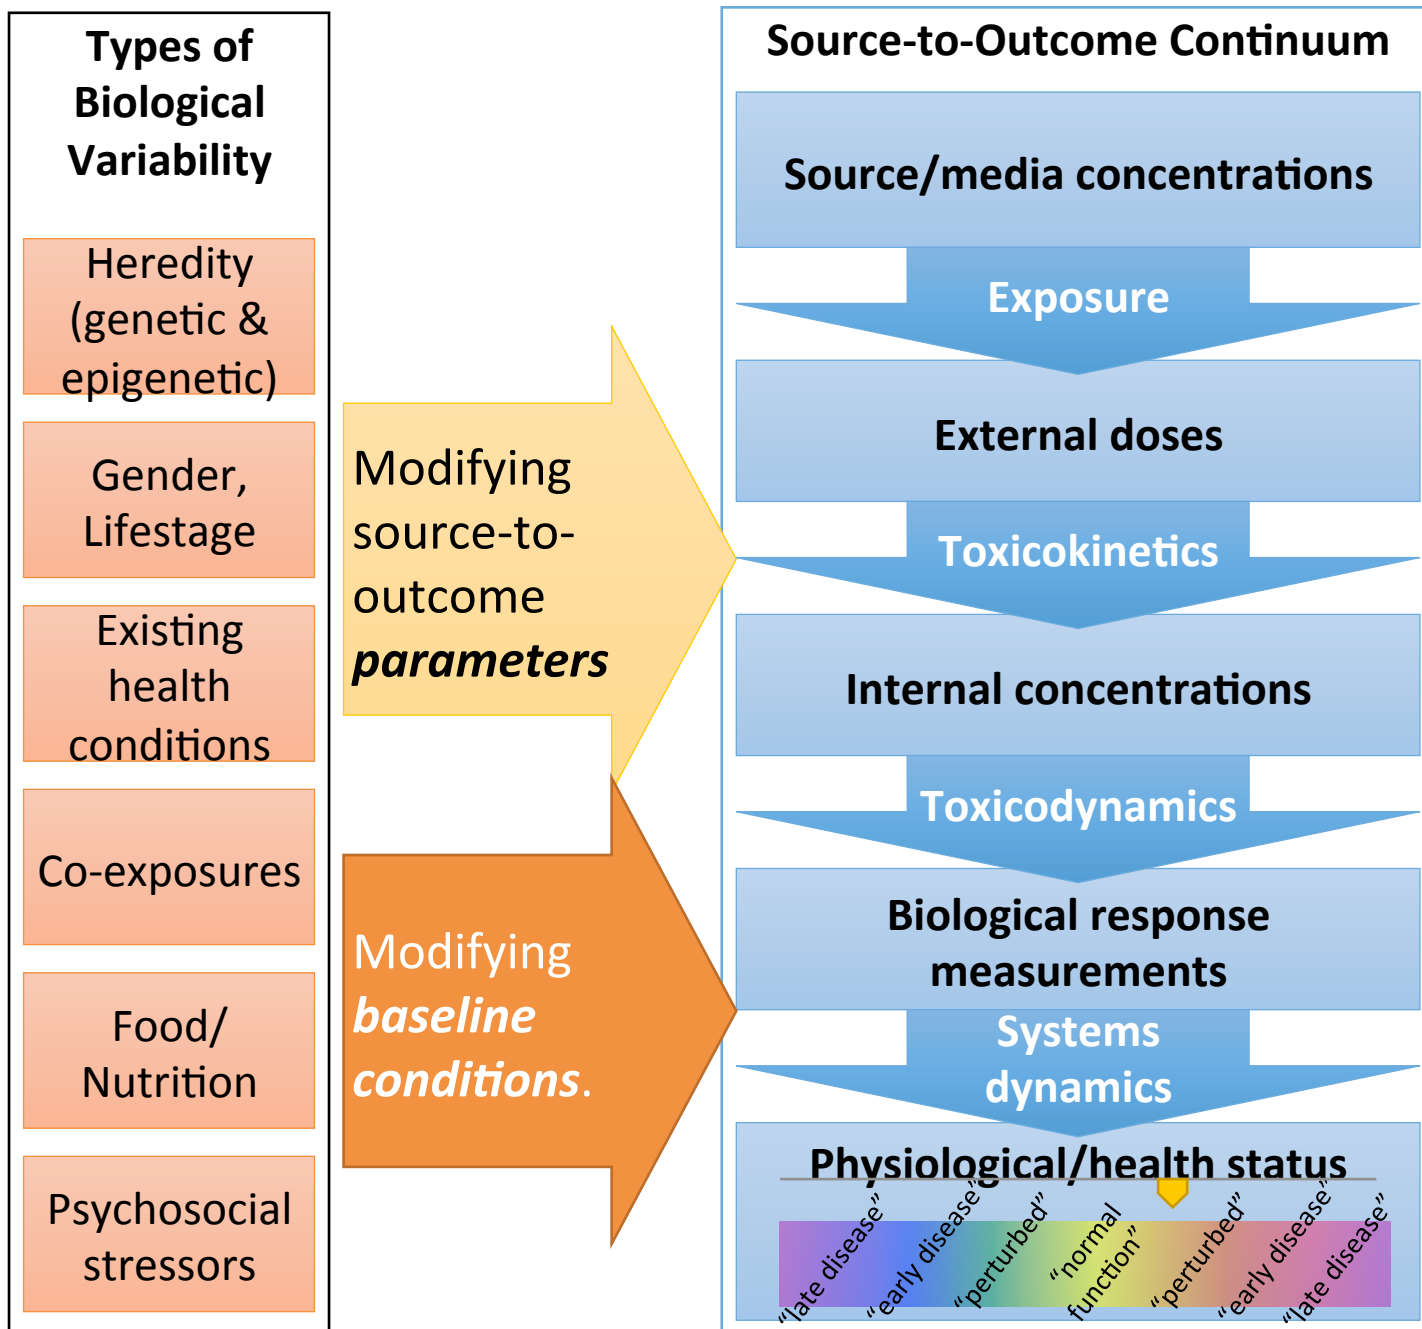 Types of
Biological
Variability
Heredity
(genetic &
epigenetic)
Gender,
Lifestage
Existing
health
conditions
Co-exposures
Food/
Nutrition
Psychosocial
stressors
Modifying
source-to-
outcome
parameters
Modifying
baseline
conditions.
Source-to-Outcome Continuum
Source/media concentrations
Exposure
External doses
Toxicokinetics
Internal concentrations
Toxicodynamics
Biological response
measurements
Systems
dynamics
Physiological/health status
“late disease”
“early disease”
“perturbed”
“normal
function”
“perturbed”
“early disease”
“late disease”